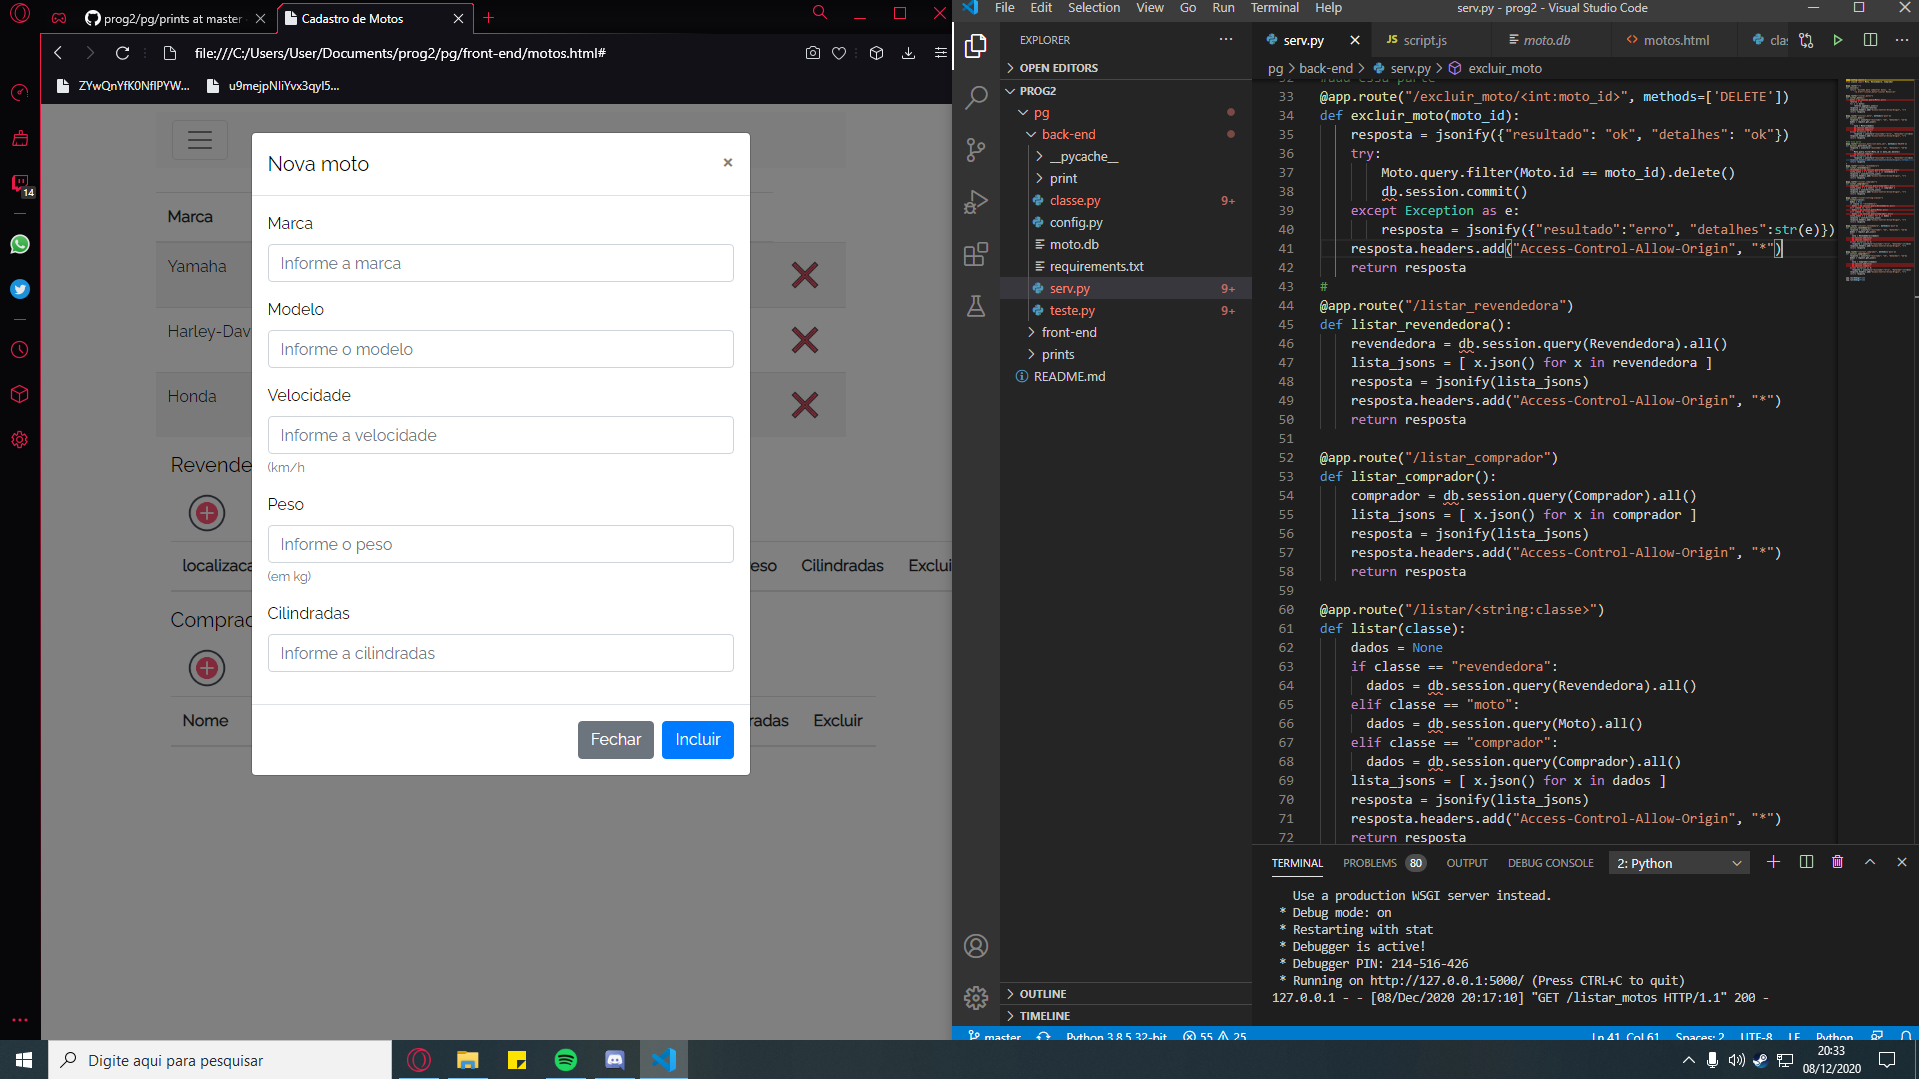 prog2/pg/prints at master
Cadastro de Motos
file:///C:/Users/User/Documents/prog2/pg/front-end/motos.html#
ZYwQnYfK0NflPYW...
u9mejpNIiYvx3qyI5...
14
Nova moto
×
Marca
Informe a marca
Modelo
Informe o modelo
Velocidade
Informe a velocidade
(km/h
Peso
Informe o peso
(em kg)
Cilindradas
Informe a cilindradas
Fechar
Incluir
Marca
Yamaha
Harley-Dav
Honda
Revende
localizaca
eso
Cilindradas
Exclui
Comprad
Nome
radas
Excluir
File Edit Selection View Go Run Terminal Help
serv.py - prog2 - Visual Studio Code
EXPLORER
OPEN EDITORS
PROG2
pg
back-end
__pycache__
print
classe.py 9+
config.py
moto.db
requirements.txt
serv.py 9+
teste.py 9+
front-end
prints
README.md
OUTLINE
TIMELINE
serv.py
JS script.js
moto.db
motos.html
clas
pg > back-end > serv.py > excluir_moto
33 @app.route("/excluir_moto/<int:moto_id>", methods=['DELETE'])
34 def excluir_moto(moto_id):
35 resposta = jsonify({"resultado": "ok", "detalhes": "ok"})
36 try:
37 Moto.query.filter(Moto.id == moto_id).delete()
38 db.session.commit()
39 except Exception as e:
40 resposta = jsonify({"resultado":"erro", "detalhes":str(e)})
41 resposta.headers.add("Access-Control-Allow-Origin", "*")
42 return resposta
43 #
44 @app.route("/listar_revendedora")
45 def listar_revendedora():
46 revendedora = db.session.query(Revendedora).all()
47 lista_jsons = [ x.json() for x in revendedora ]
48 resposta = jsonify(lista_jsons)
49 resposta.headers.add("Access-Control-Allow-Origin", "*")
50 return resposta
51
52 @app.route("/listar_comprador")
53 def listar_comprador():
54 comprador = db.session.query(Comprador).all()
55 lista_jsons = [ x.json() for x in comprador ]
56 resposta = jsonify(lista_jsons)
57 resposta.headers.add("Access-Control-Allow-Origin", "*")
58 return resposta
59
60 @app.route("/listar/<string:classe>")
61 def listar(classe):
62 dados = None
63 if classe == "revendedora":
64 dados = db.session.query(Revendedora).all()
65 elif classe == "moto":
66 dados = db.session.query(Moto).all()
67 elif classe == "comprador":
68 dados = db.session.query(Comprador).all()
69 lista_jsons = [ x.json() for x in dados ]
70 resposta = jsonify(lista_jsons)
71 resposta.headers.add("Access-Control-Allow-Origin", "*")
72 return resposta
TERMINAL PROBLEMS 80 OUTPUT DEBUG CONSOLE 2: Python
Use a production WSGI server instead.
* Debug mode: on
* Restarting with stat
* Debugger is active!
* Debugger PIN: 214-516-426
* Running on http://127.0.0.1:5000/ (Press CTRL+C to quit)
127.0.0.1 - - [08/Dec/2020 20:17:10] "GET /listar_motos HTTP/1.1" 200 -
master Python 3.8.5 32-bit 55 25 Ln 41, Col 61 Spaces: 2 UTF-8 LF Python
Digite aqui para pesquisar
20:33
08/12/2020